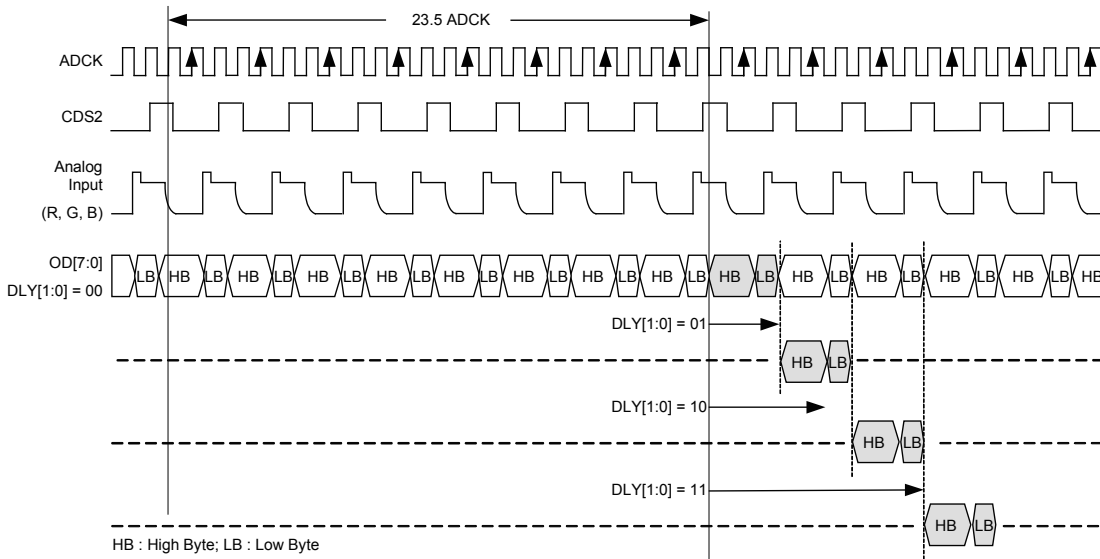 23.5 ADCK
ADCK
CDS2
Analog
Input
(R, G, B)
OD[7:0]
DLY[1:0] = 00
LB HB LB HB LB HB LB HB LB HB LB HB LB HB LB HB LB HB LB HB LB HB LB HB LB HB LB HB
DLY[1:0] = 01
HB LB
DLY[1:0] = 10
HB LB
DLY[1:0] = 11
HB LB
HB : High Byte; LB : Low Byte